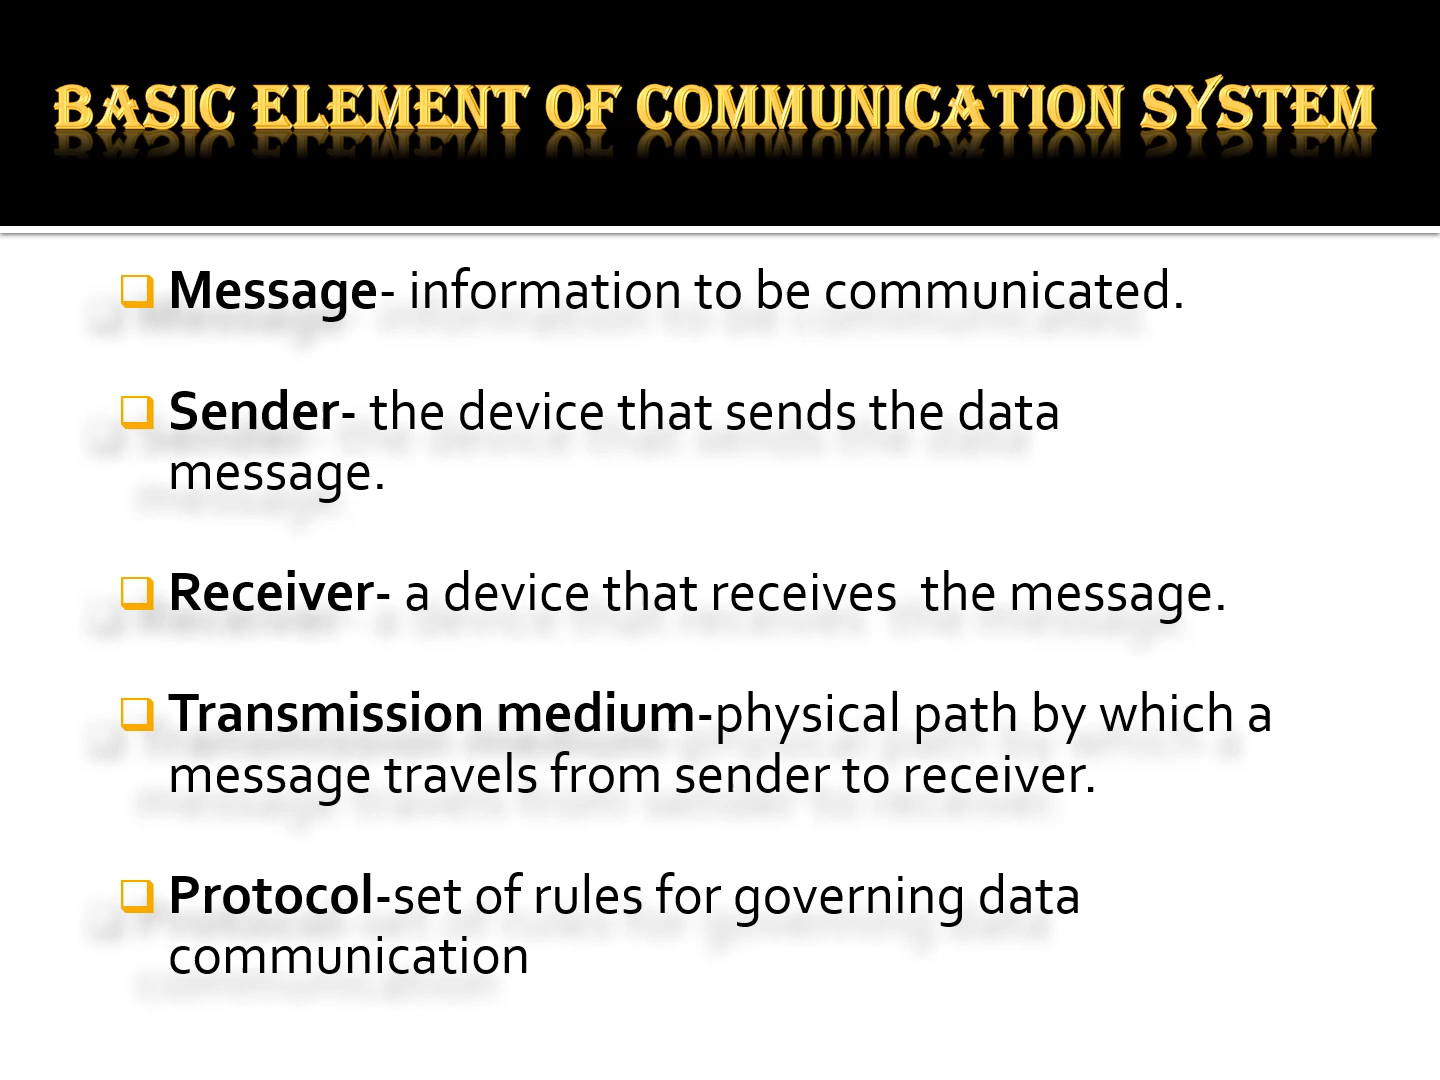 BASIC ELEMENT OF COMMUNICATION SYSTEM
Message- information to be communicated.
Sender- the device that sends the data
message.
Receiver- a device that receives  the message.
Transmission medium-physical path by which a
message travels from sender to receiver.
Protocol-set of rules for governing data
communication